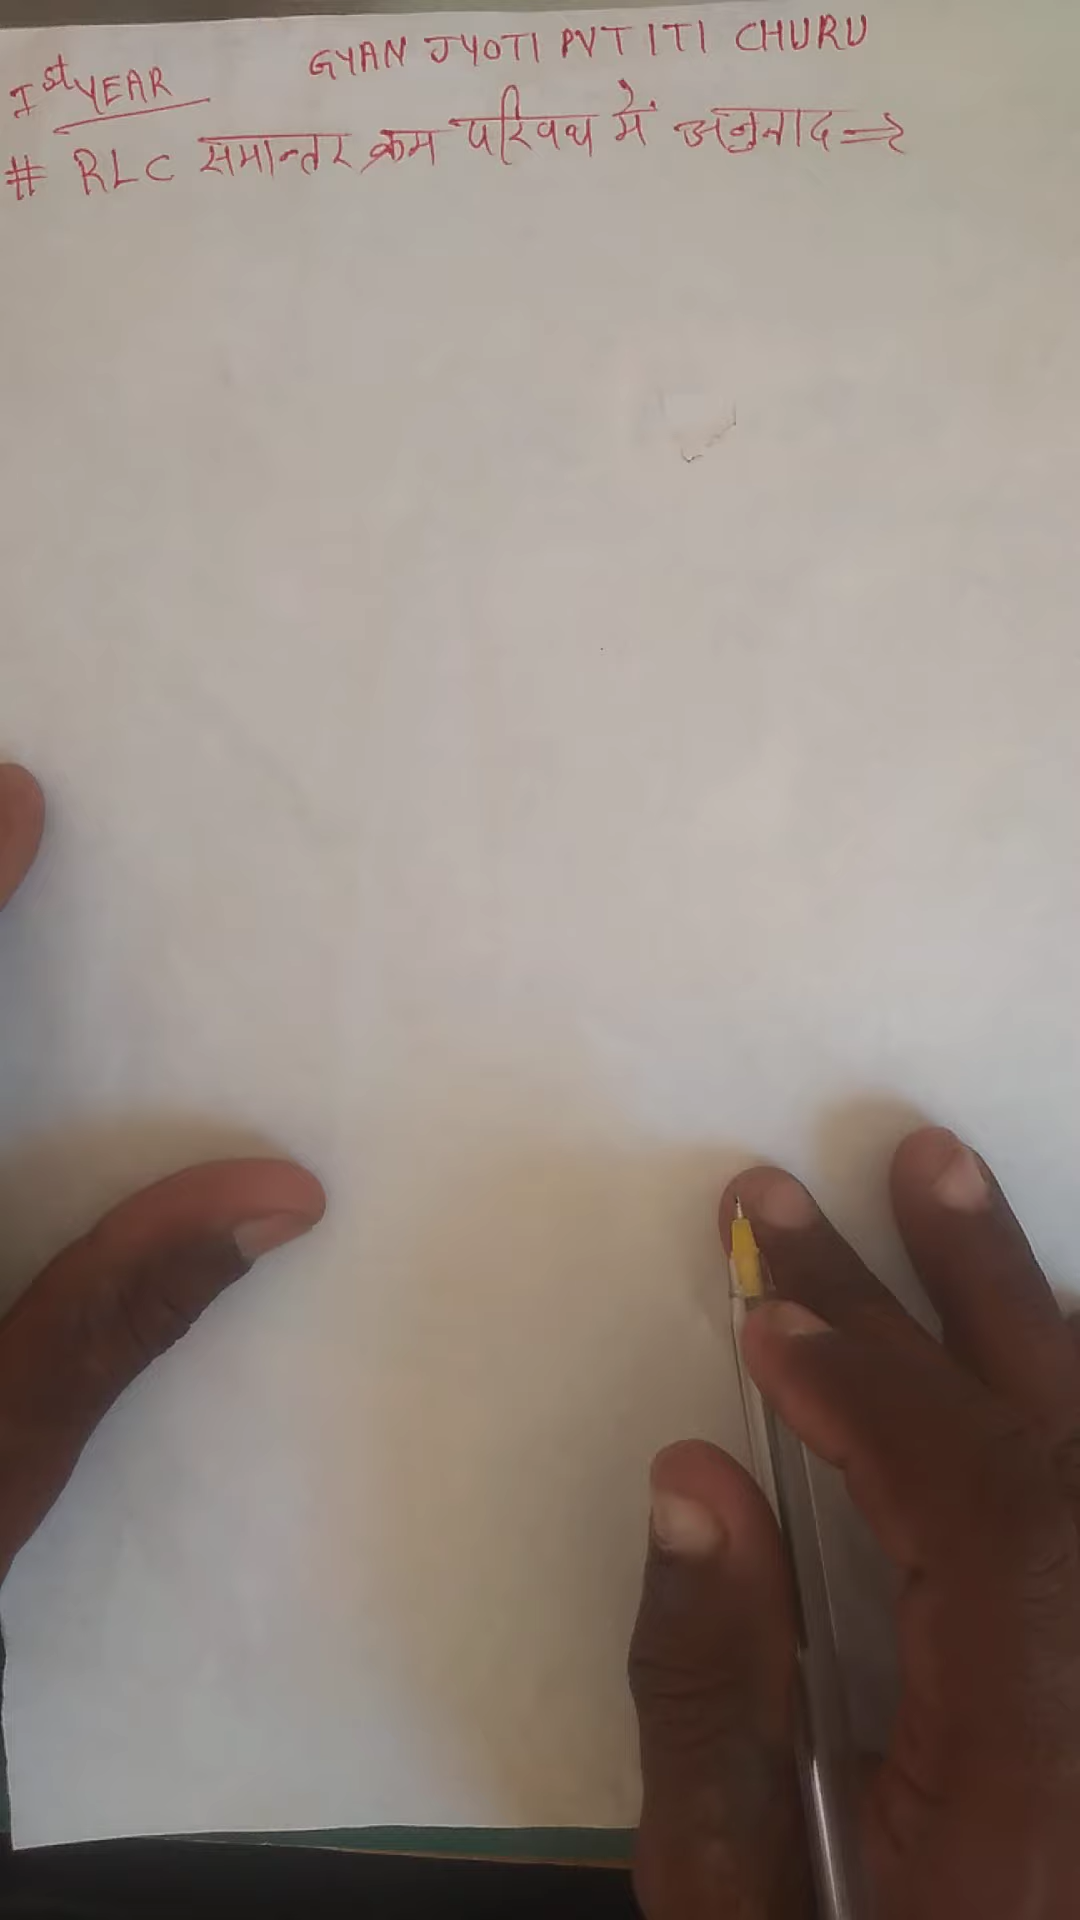 GYAN JYOTI PVT ITI CHURU
Ist YEAR
# RLC समान्तर क्रम परिपथ में अनुनाद ⇒